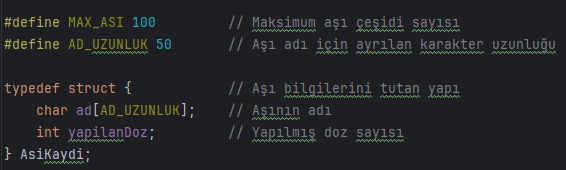 #define MAX_ASI 100 // Maksimum aşı çeşidi sayısı
#define AD_UZUNLUK 50 // Aşı adı için ayrılan karakter uzunluğu
typedef struct { // Aşı bilgilerini tutan yapı
char ad[AD_UZUNLUK]; // Aşının adı
int yapilanDoz; // Yapılmış doz sayısı
} AsiKaydi;